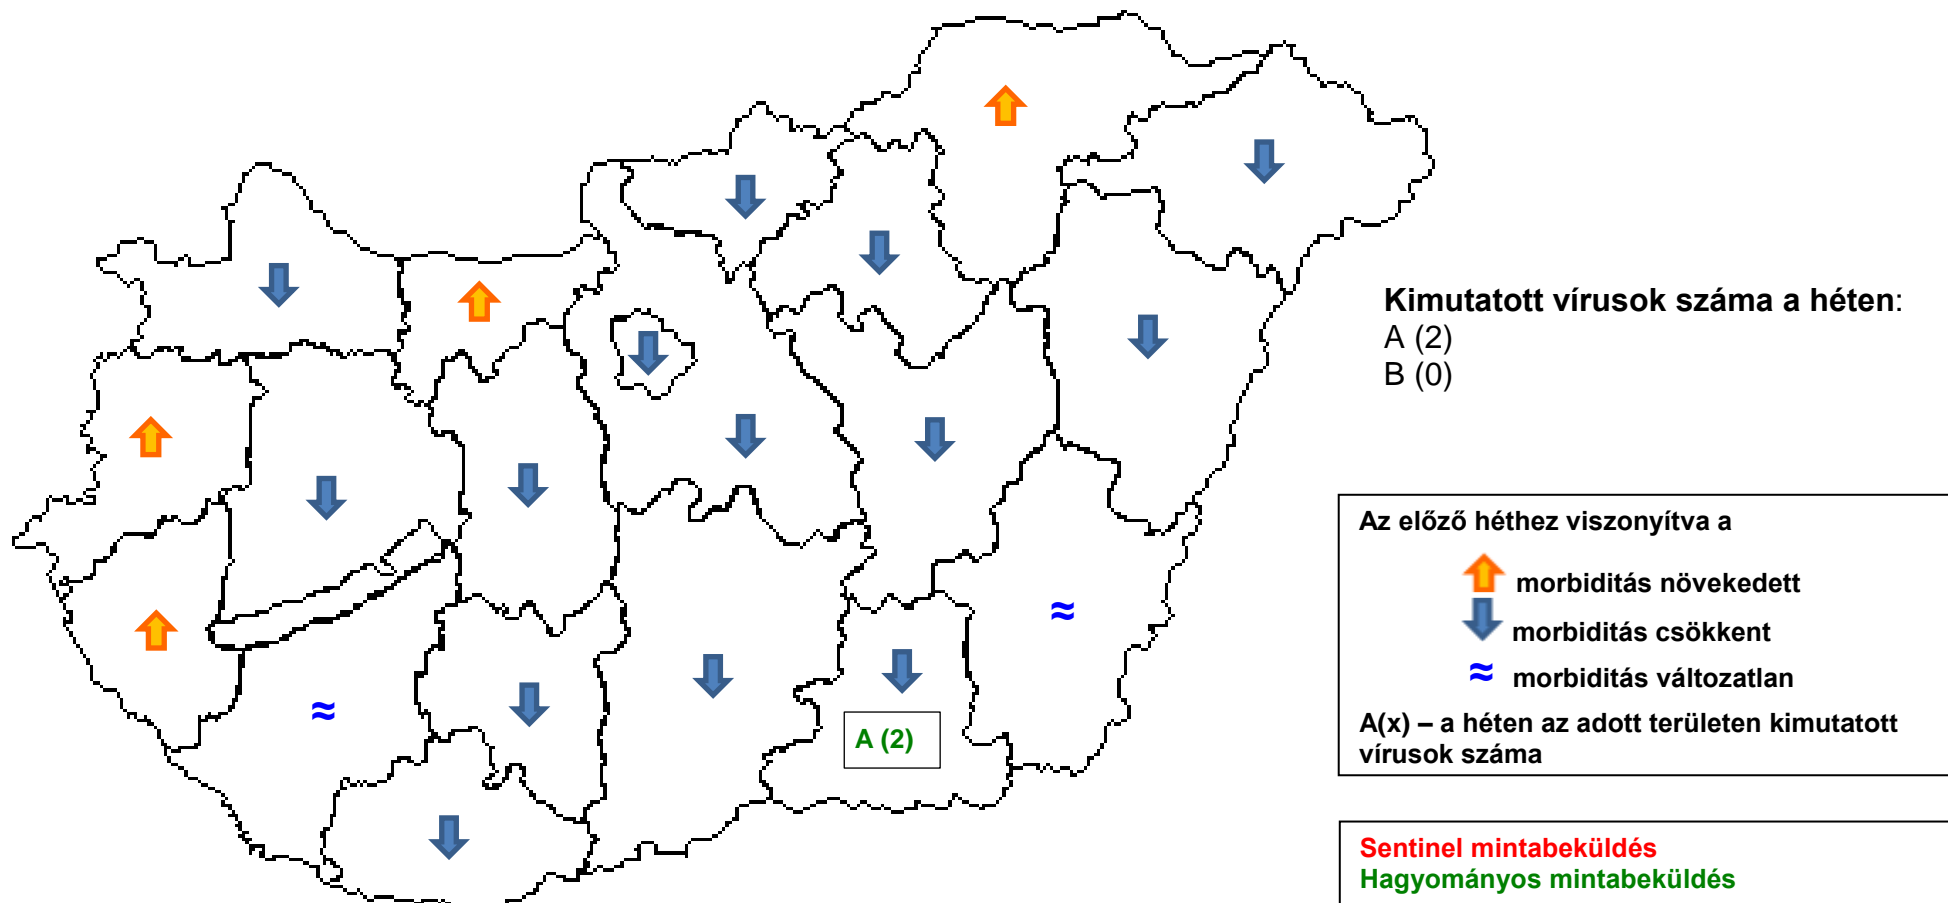 Kimutatott vírusok száma a héten:
A (2)
B (0)
Az előző héthez viszonyítva a
morbiditás növekedett
morbiditás csökkent
≈ morbiditás változatlan
A(x) – a héten az adott területen kimutatott
vírusok száma
≈
≈
A (2)
Sentinel mintabeküldés
Hagyományos mintabeküldés